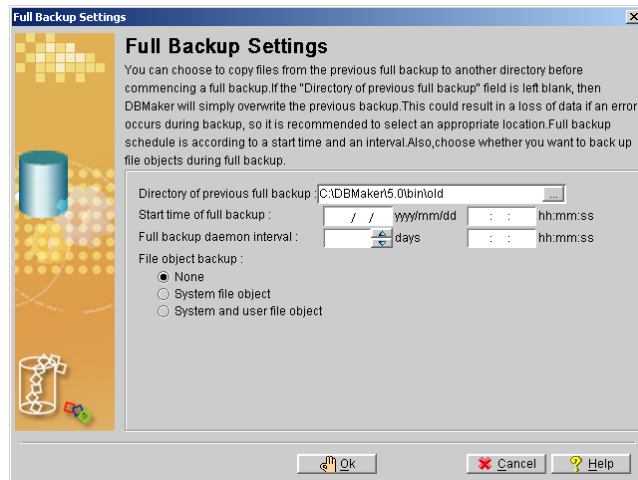 Full Backup Settings
Full Backup Settings
You can choose to copy files from the previous full backup to another directory before
commencing a full backup.If the "Directory of previous full backup" field is left blank, then
DBMaker will simply overwrite the previous backup.This could result in a loss of data if an error
occurs during backup, so it is recommended to select an appropriate location.Full backup
schedule is according to a start time and an interval.Also,choose whether you want to back up
file objects during full backup.
Directory of previous full backup : C:\DBMaker\5.0\bin\old ...
Start time of full backup : / / yyyy/mm/dd : : hh:mm:ss
Full backup daemon interval : days : : hh:mm:ss
File object backup :
None
System file object
System and user file object
Ok Cancel Help